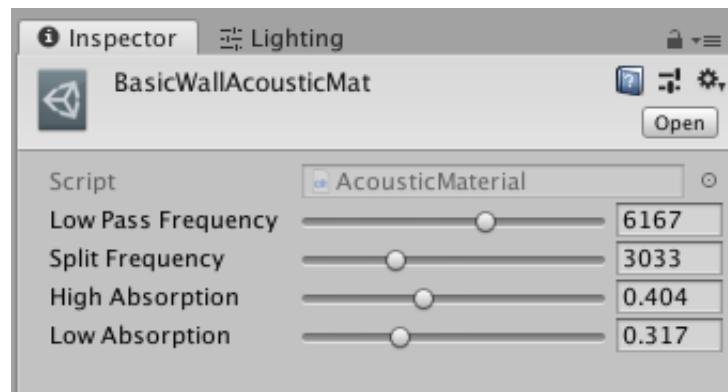 Inspector Lighting
BasicWallAcousticMat
Open
Script AcousticMaterial
Low Pass Frequency 6167
Split Frequency 3033
High Absorption 0.404
Low Absorption 0.317